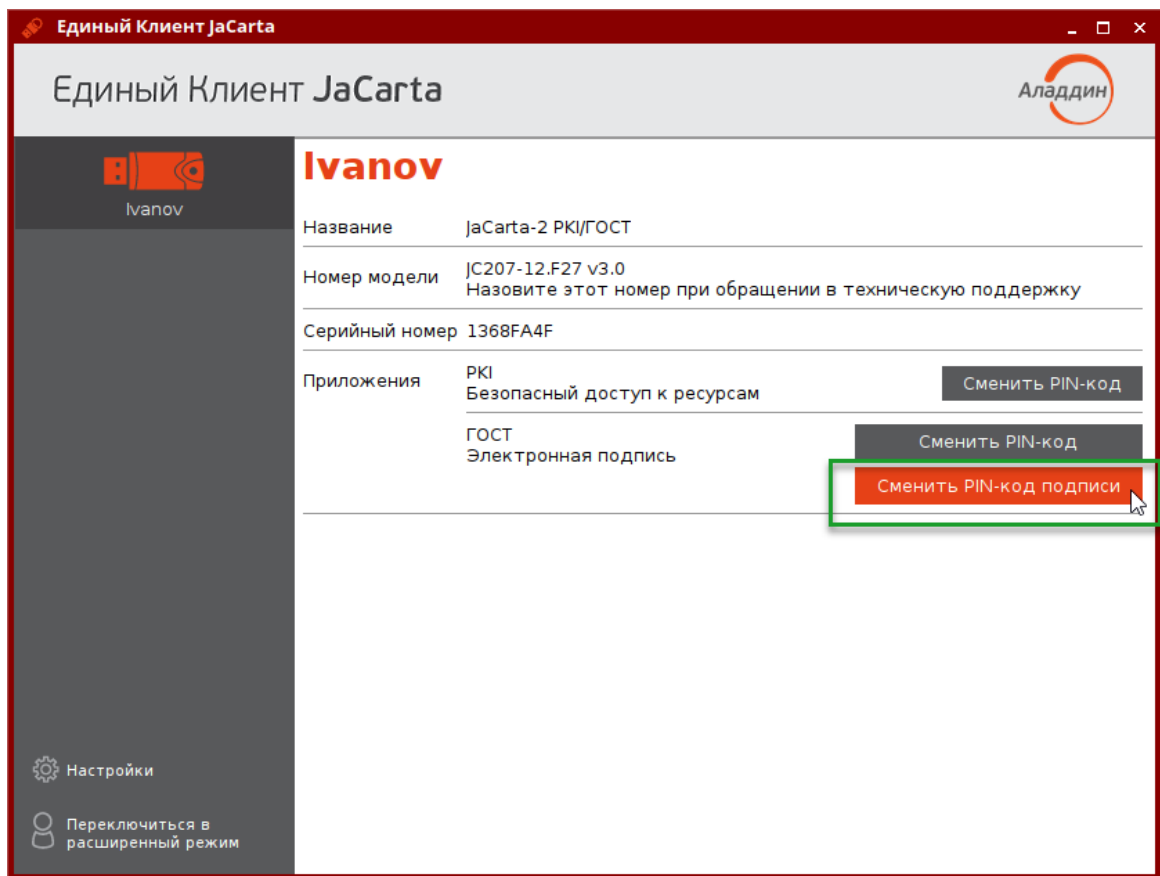 Единый Клиент JaCarta
Единый Клиент JaCarta
Аладдин
Ivanov
Ivanov
Название JaCarta-2 PKI/ГОСТ
Номер модели JC207-12.F27 v3.0
Назовите этот номер при обращении в техническую поддержку
Серийный номер 1368FA4F
Приложения PKI
Безопасный доступ к ресурсам
Сменить PIN-код
ГОСТ
Электронная подпись
Сменить PIN-код
Сменить PIN-код подписи
Настройки
Переключиться в
расширенный режим